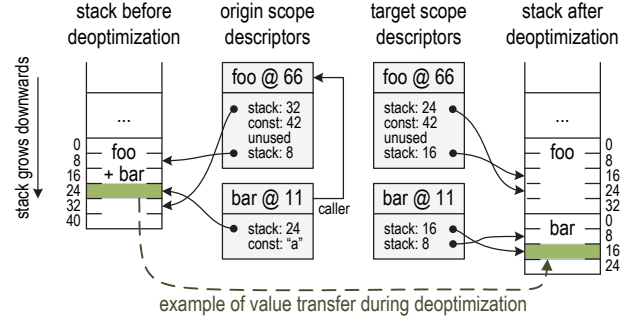 stack before
deoptimization
origin scope
descriptors
target scope
descriptors
stack after
deoptimization
stack grows downwards
...
0
8
16
24
32
40
foo
+ bar
foo @ 66
stack: 32
const: 42
unused
stack: 8
bar @ 11
stack: 24
const: "a"
caller
foo @ 66
stack: 24
const: 42
unused
stack: 16
bar @ 11
stack: 16
stack: 8
...
foo
0
8
16
24
32
bar
0
8
16
24
example of value transfer during deoptimization